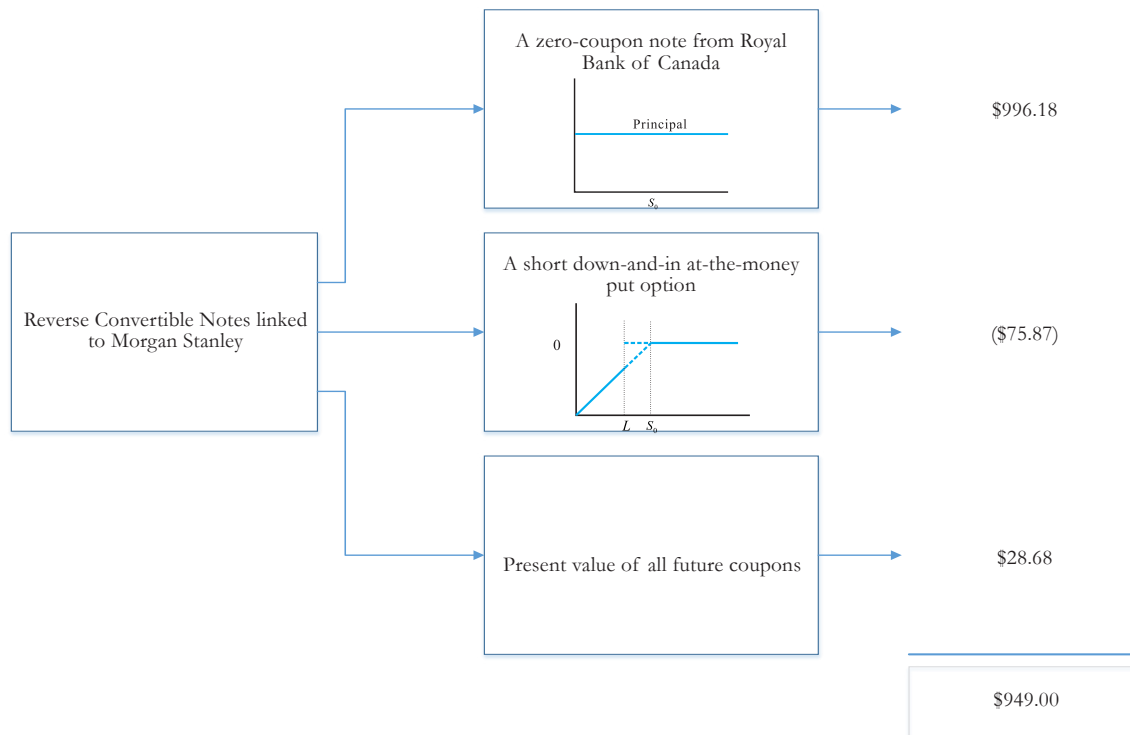 A zero-coupon note from Royal
Bank of Canada
Principal
S₀
$996.18
Reverse Convertible Notes linked
to Morgan Stanley
A short down-and-in at-the-money
put option
0
L S₀
($75.87)
Present value of all future coupons
$28.68
$949.00